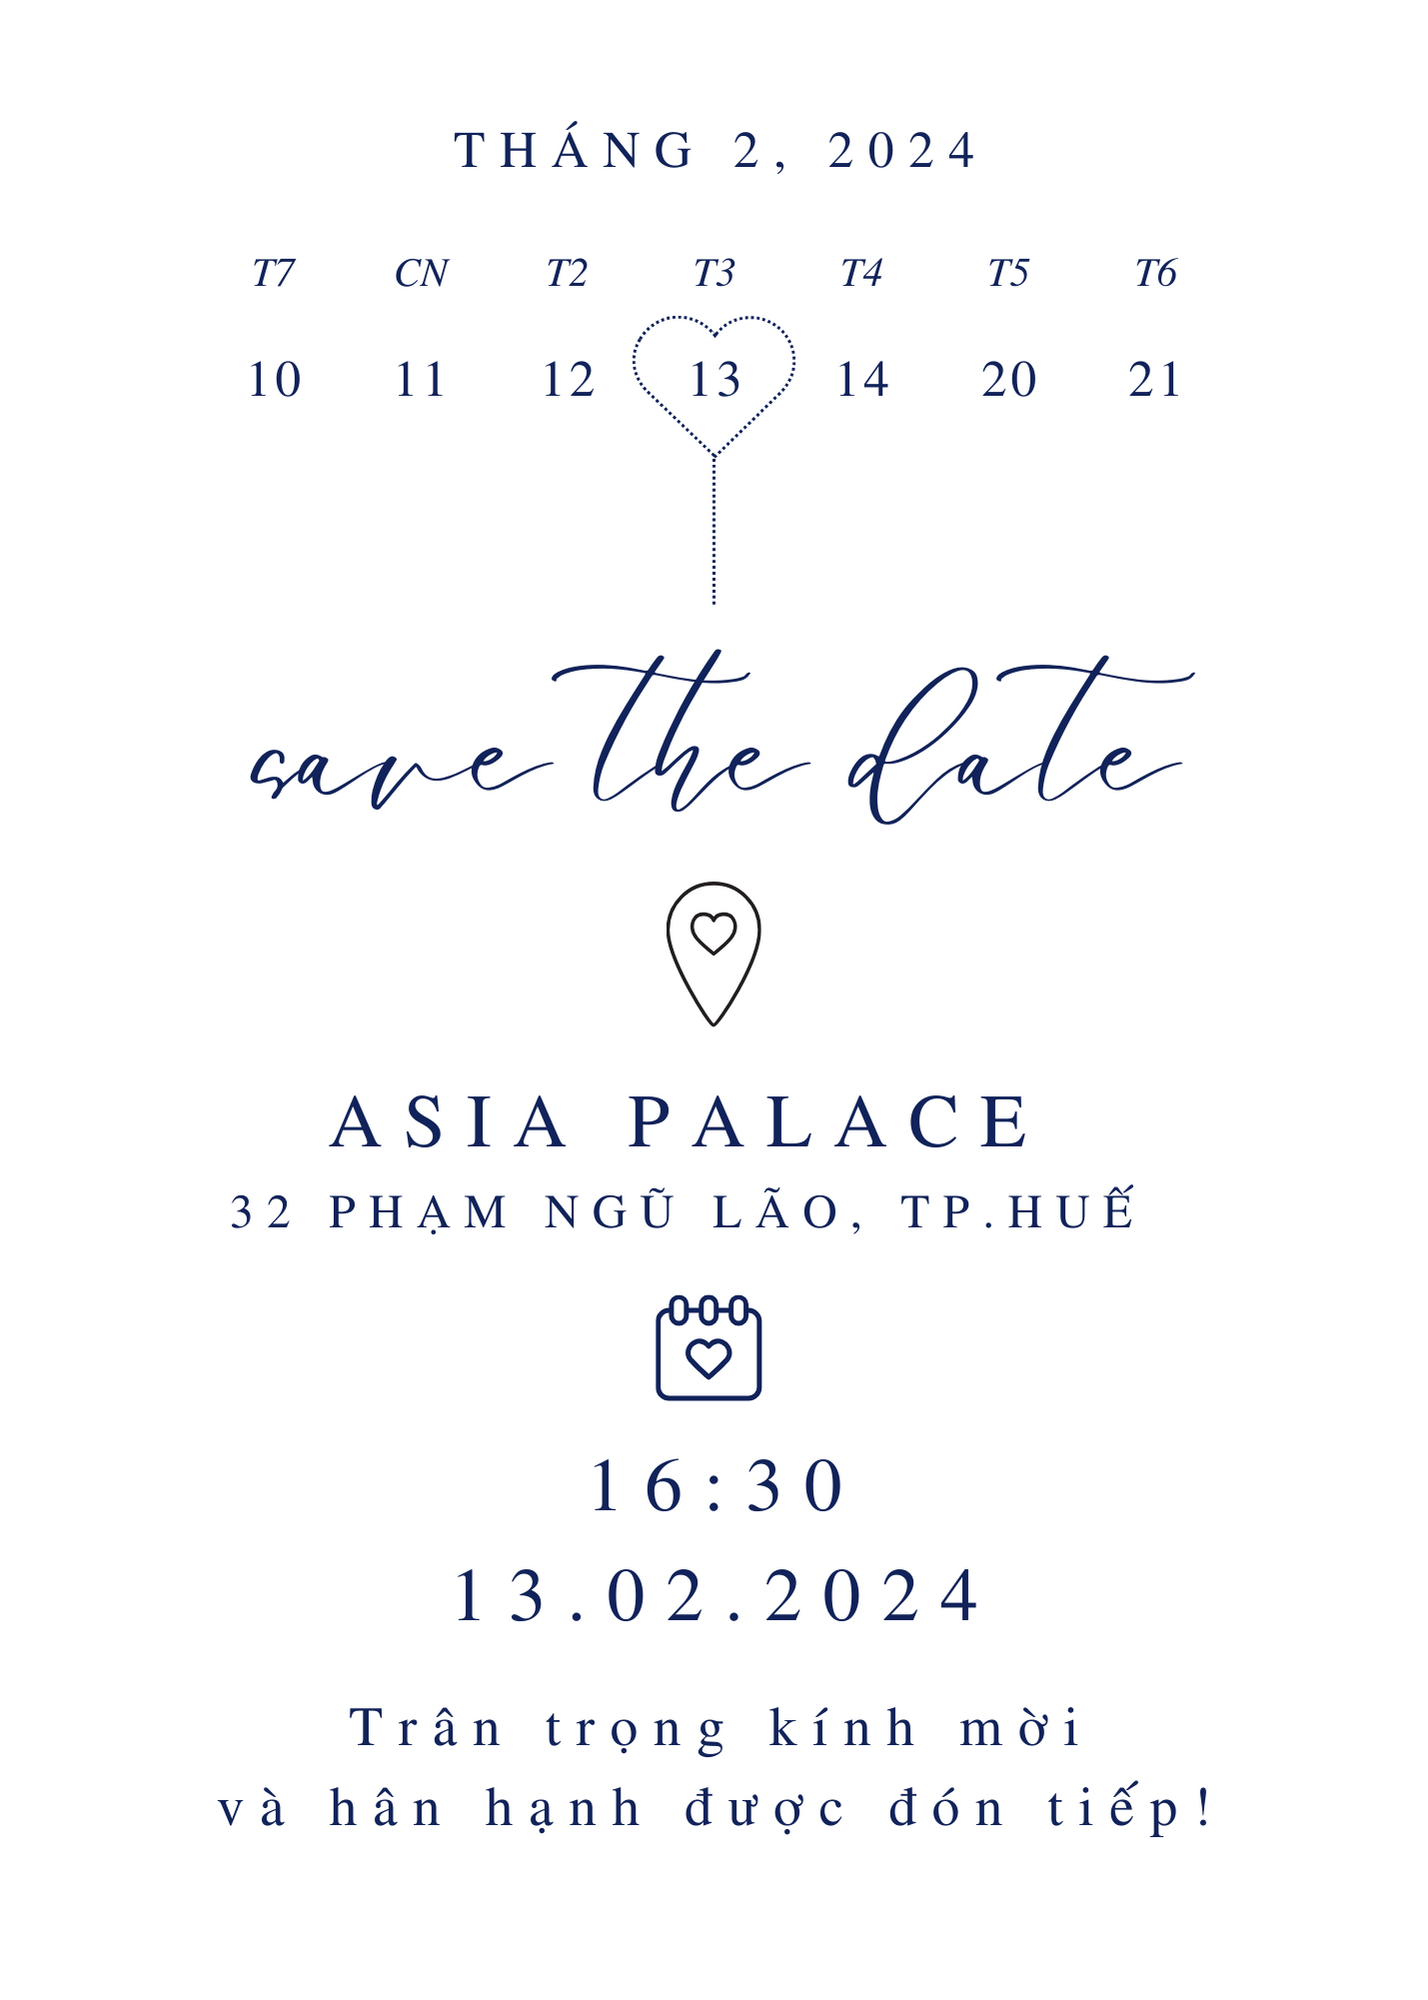 THÁNG 2, 2024
T7 CN T2 T3 T4 T5 T6
10 11 12 13 14 20 21
save the date
ASIA PALACE
32 PHẠM NGŨ LÃO, TP.HUẾ
16:30
13.02.2024
Trân trọng kính mời
và hân hạnh được đón tiếp!